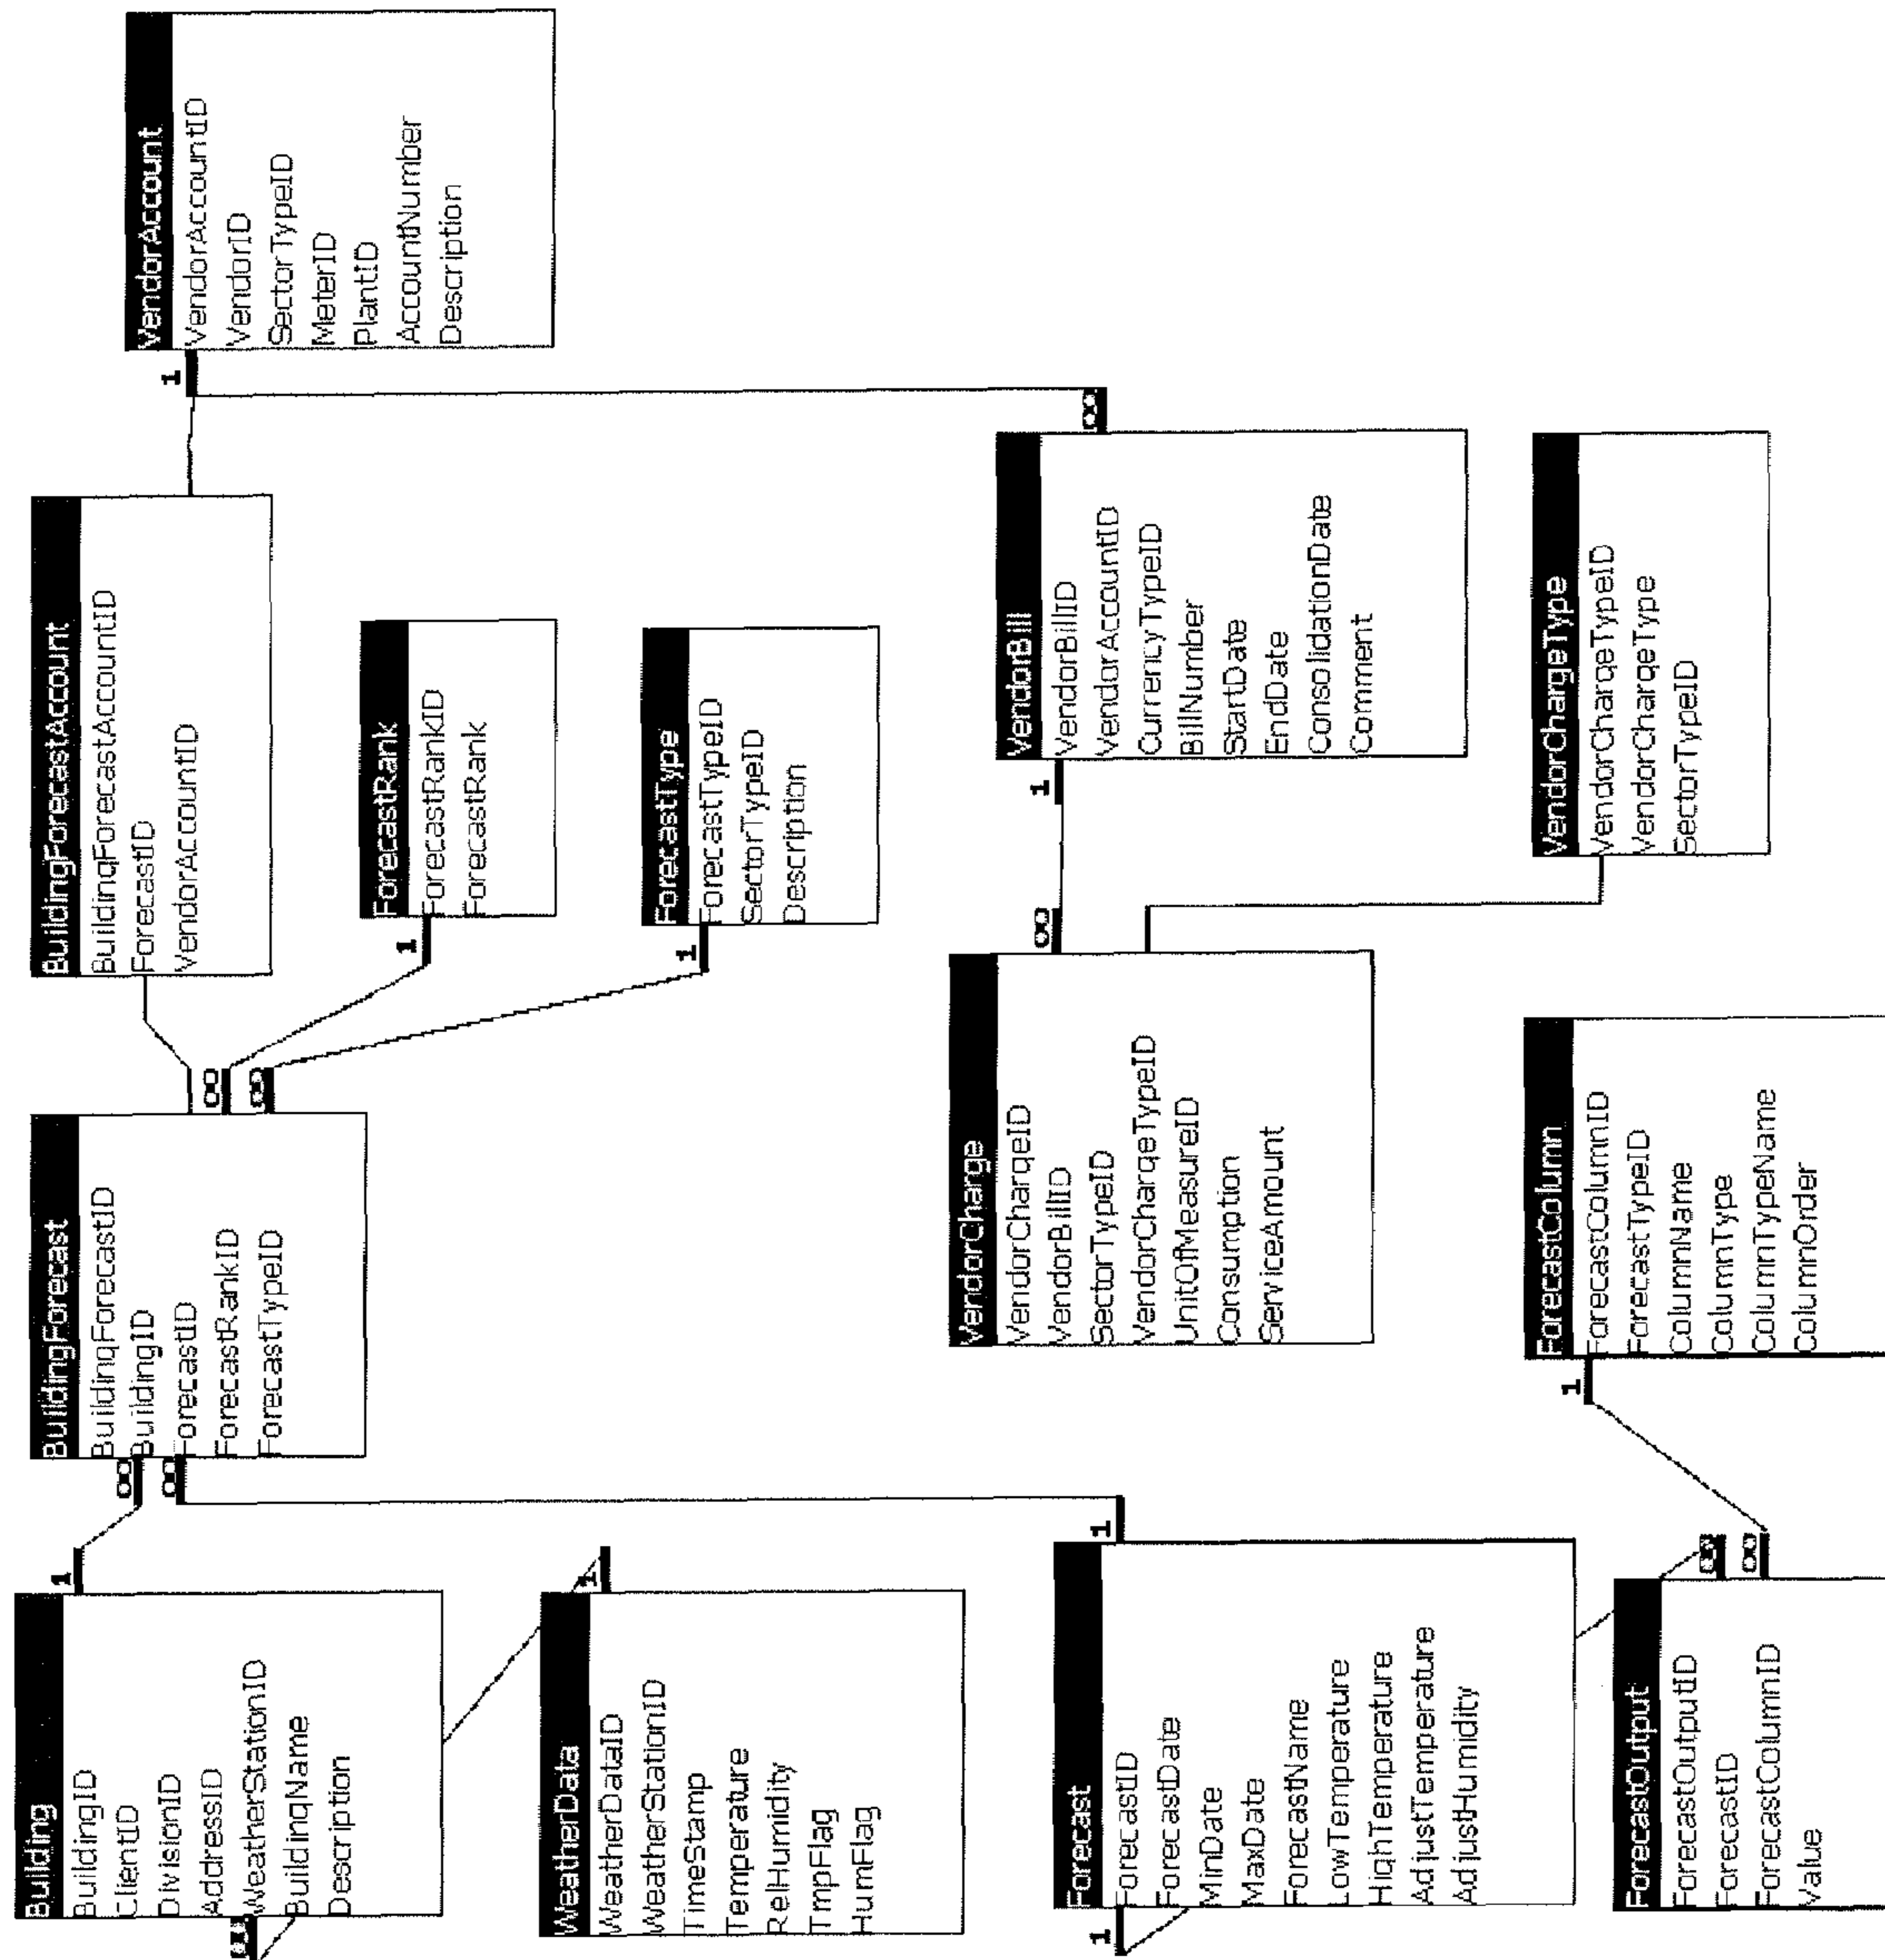 Building
BuildingID
ClientID
DivisionID
AddressID
WeatherStationID
BuildingName
Description
∞
1
BuildingForecast
BuildingForecastID
BuildingID
ForecastID
ForecastRankID
ForecastTypeID
∞
∞
∞
∞
BuildingForecastAccount
BuildingForecastAccountID
ForecastID
VendorAccountID
VendorAccount
VendorAccountID
VendorID
SectorTypeID
MeterID
PlantID
AccountNumber
Description
1
ForecastRank
ForecastRankID
ForecastRank
1
WeatherData
WeatherDataID
WeatherStationID
TimeStamp
Temperature
RelHumidity
TmpFlag
HumFlag
1
ForecastType
ForecastTypeID
SectorTypeID
Description
1
Forecast
ForecastID
ForecastDate
MinDate
MaxDate
ForecastName
LowTemperature
HighTemperature
AdjustTemperature
AdjustHumidity
1
1
VendorCharge
VendorChargeID
VendorBillID
SectorTypeID
VendorChargeTypeID
UnitOfMeasureID
Consumption
ServiceAmount
∞
VendorBill
VendorBillID
VendorAccountID
CurrencyTypeID
BillNumber
StartDate
EndDate
ConsolidationDate
Comment
1
∞
ForecastOutput
ForecastOutputID
ForecastID
ForecastColumnID
Value
∞
∞
ForecastColumn
ForecastColumnID
ForecastTypeID
ColumnName
ColumnType
ColumnTypeName
ColumnOrder
1
VendorChargeType
VendorChargeTypeID
VendorChargeType
SectorTypeID